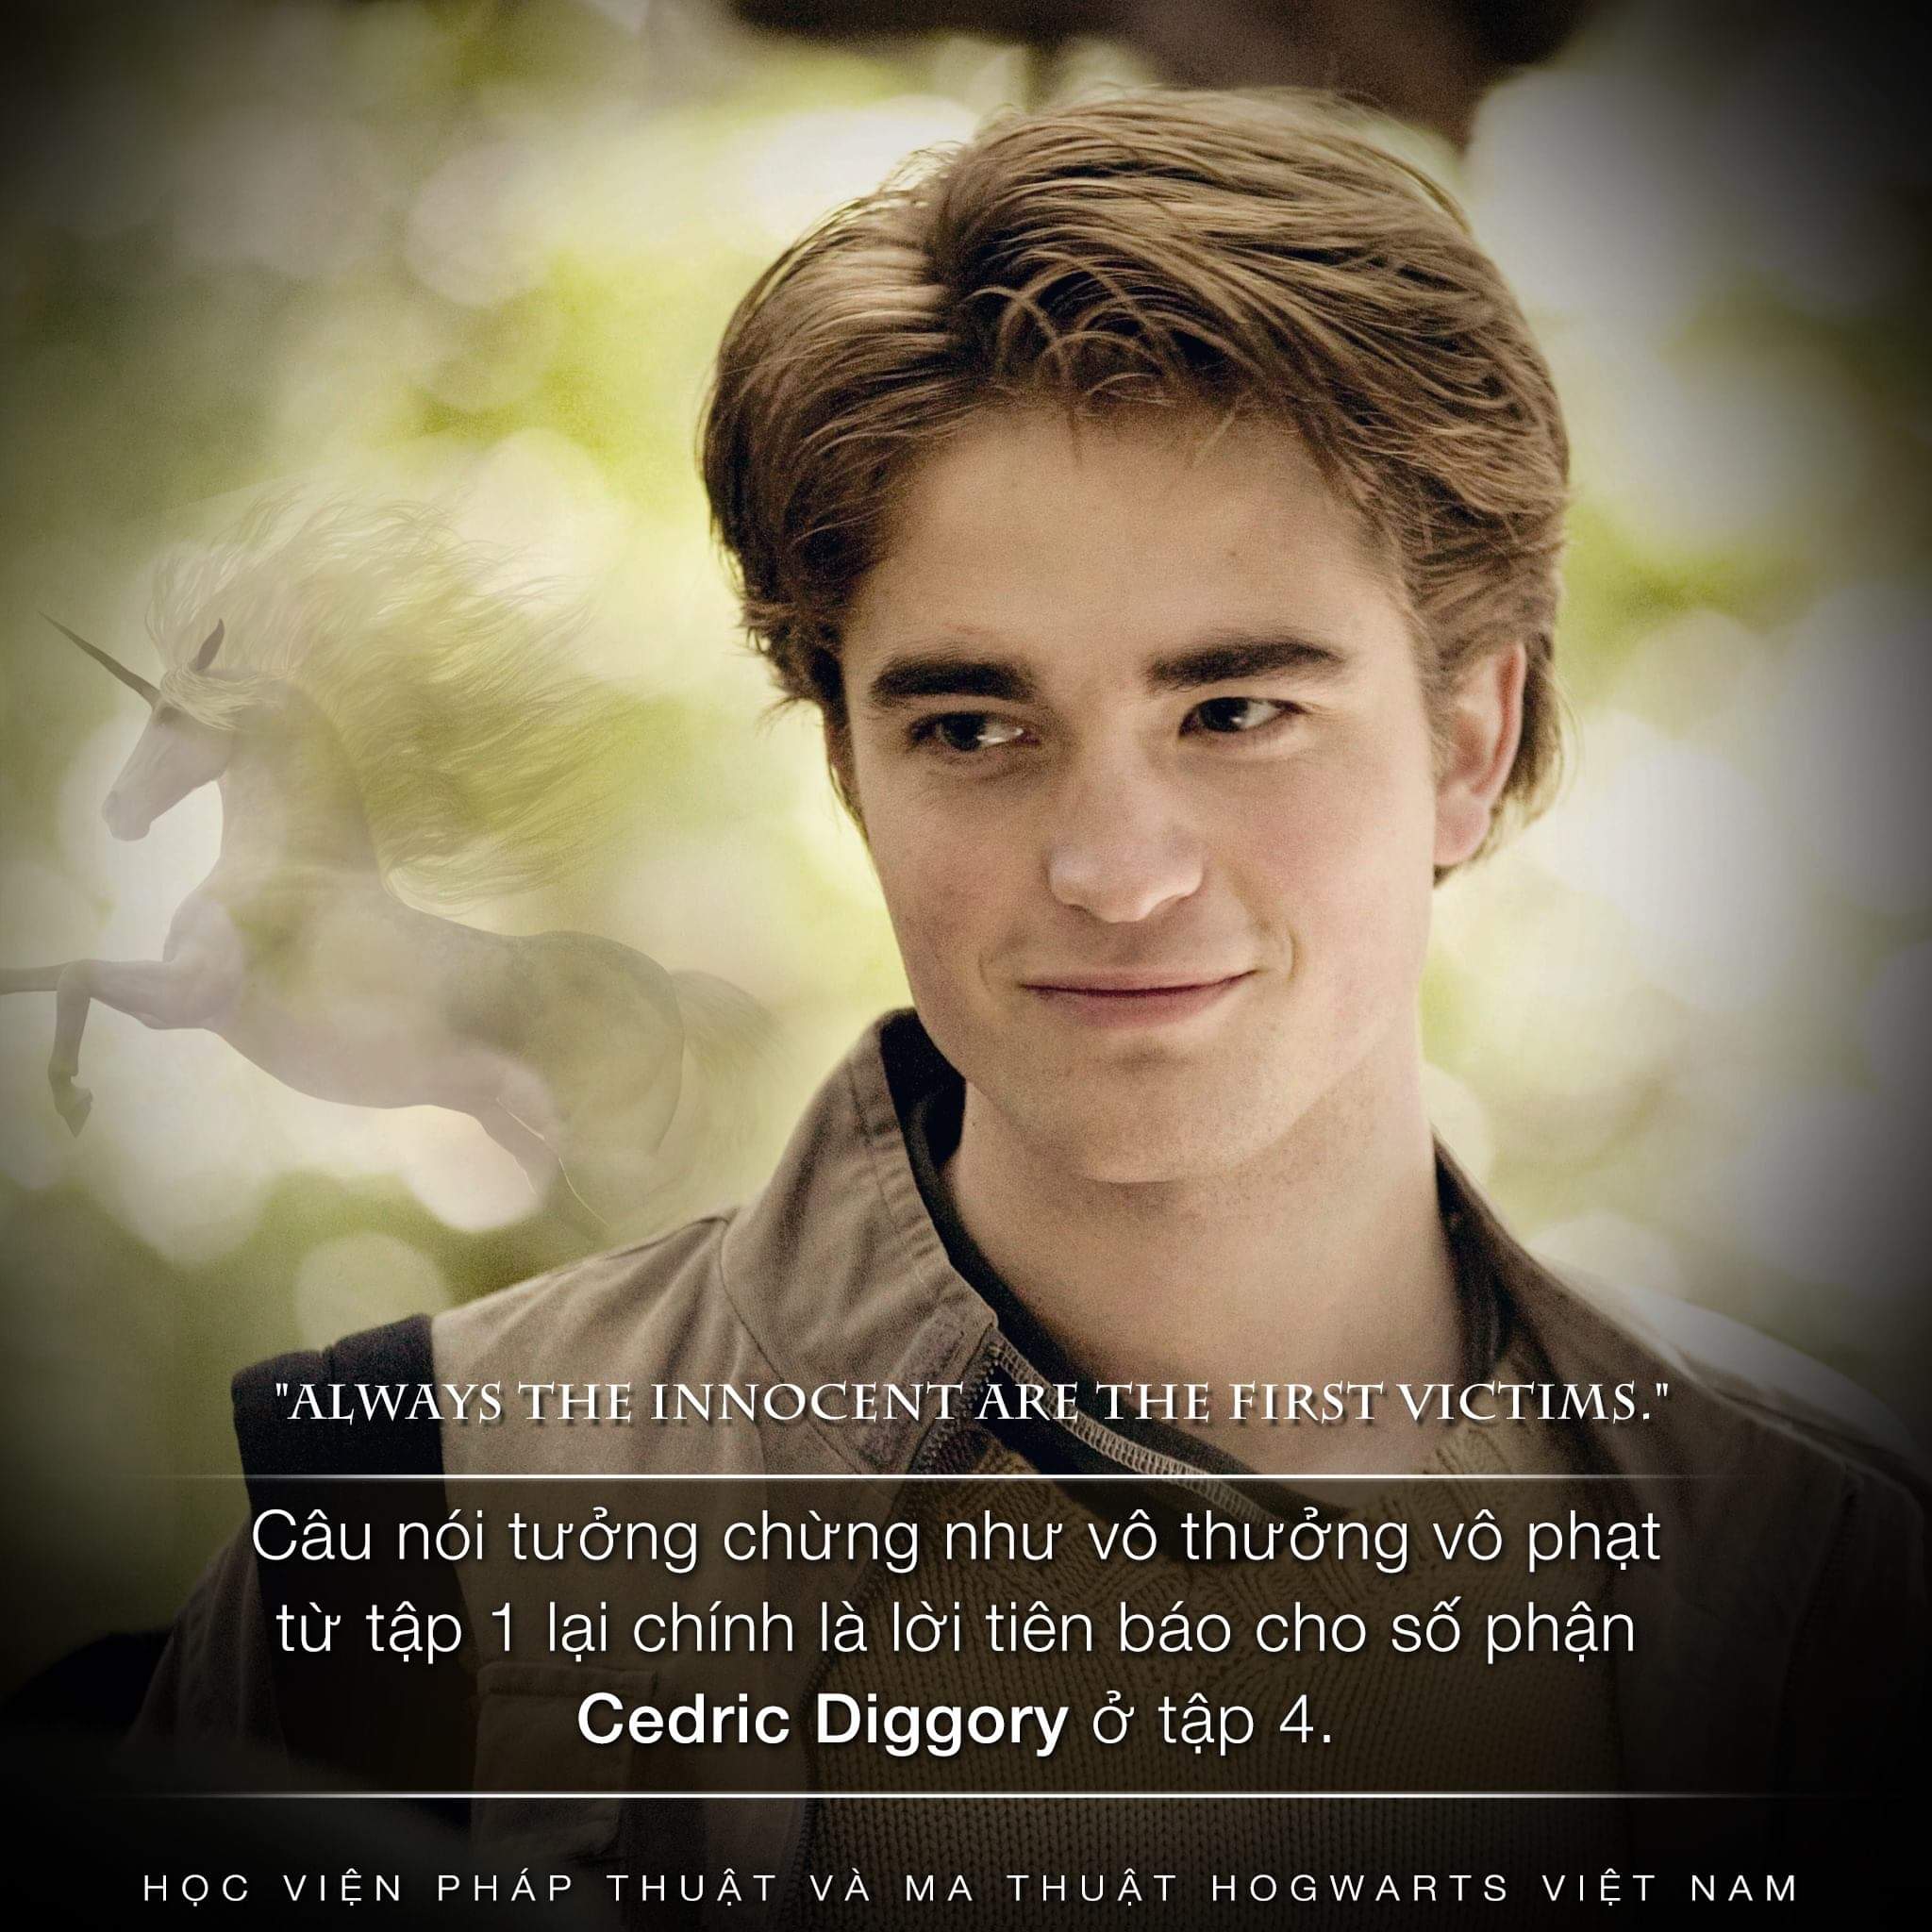 "ALWAYS THE INNOCENT ARE THE FIRST VICTIMS."
Câu nói tưởng chừng như vô thưởng vô phạt
từ tập 1 lại chính là lời tiên báo cho số phận
Cedric Diggory ở tập 4.
HỌC VIỆN PHÁP THUẬT VÀ MA THUẬT HOGWARTS VIỆT NAM